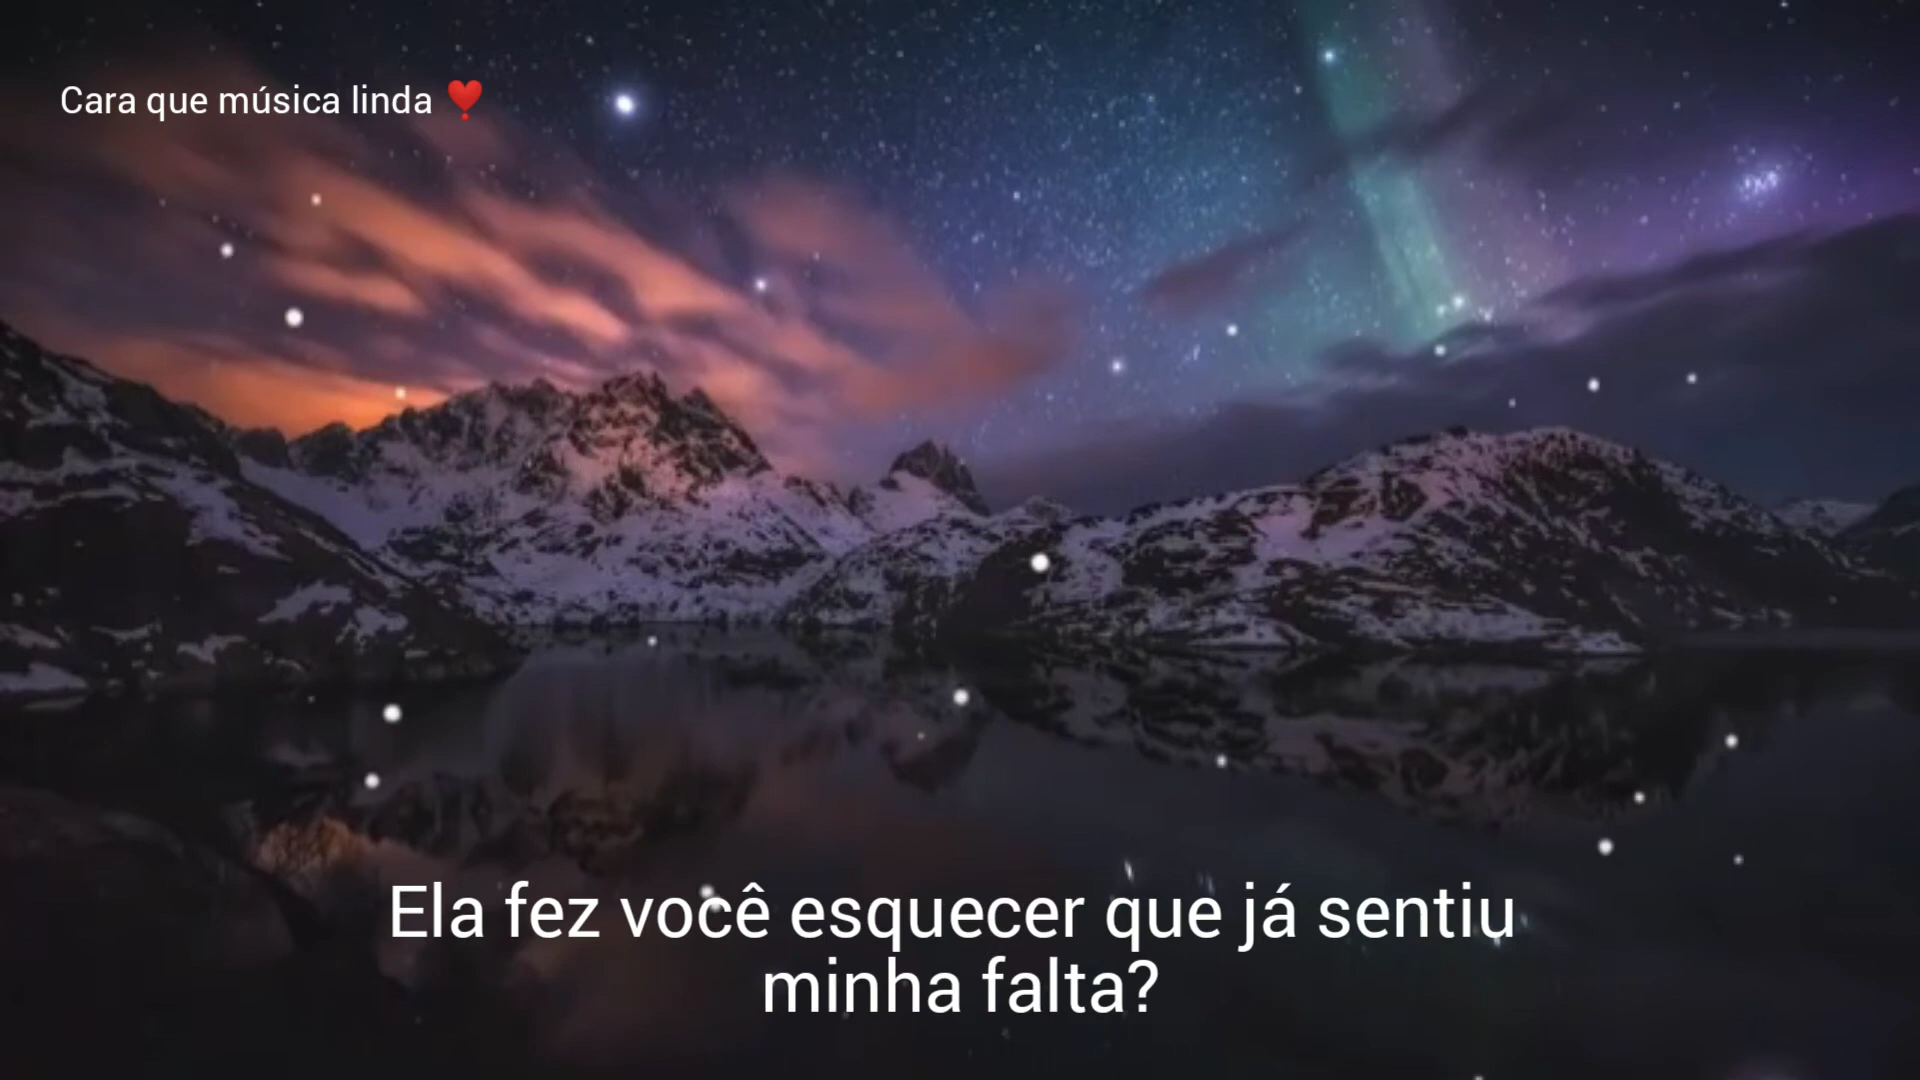 Cara que música linda ❣️
Ela fez você esquecer que já sentiu
minha falta?